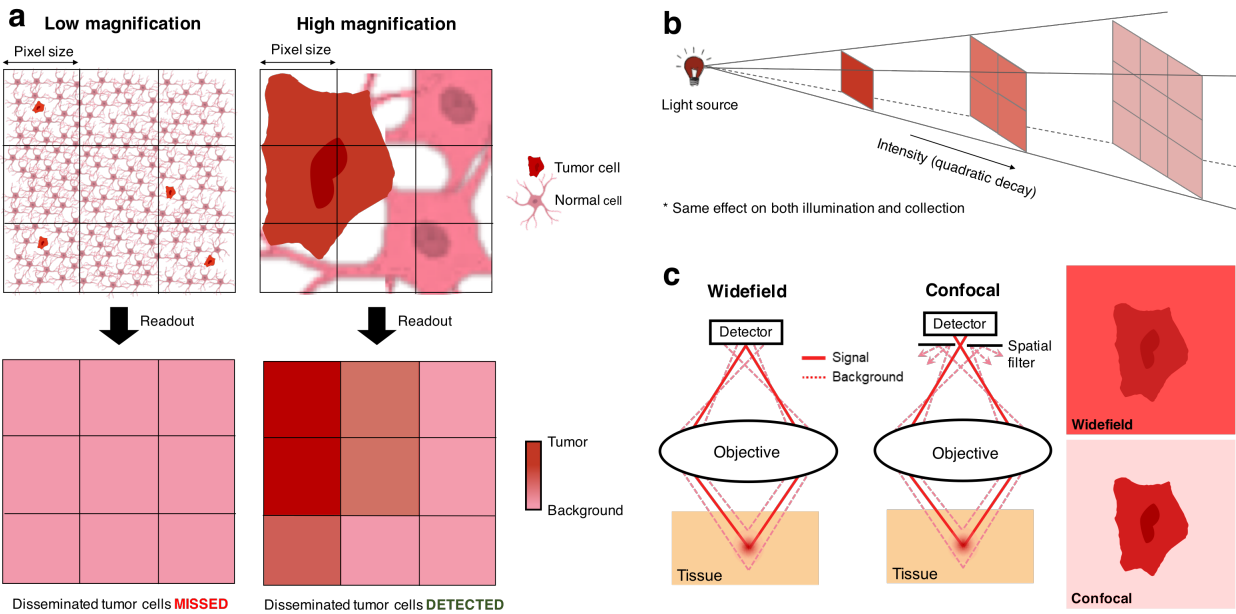 a
Low magnification
High magnification
Pixel size
Pixel size
Tumor cell
Normal cell
Readout
Readout
Tumor
Background
Disseminated tumor cells MISSED
Disseminated tumor cells DETECTED
b
Light source
Intensity (quadratic decay)
* Same effect on both illumination and collection
c
Widefield
Confocal
Detector
Detector
Signal
Background
Spatial
filter
Objective
Objective
Tissue
Tissue
Widefield
Confocal